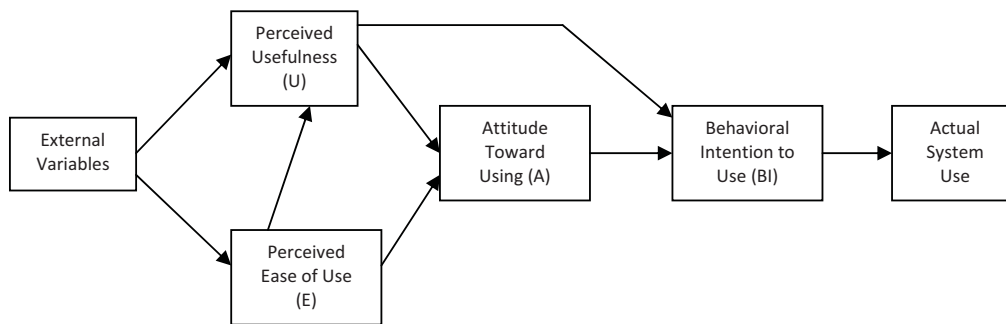 Perceived
Usefulness
(U)
External
Variables
Perceived
Ease of Use
(E)
Attitude
Toward
Using (A)
Behavioral
Intention to
Use (BI)
Actual
System
Use